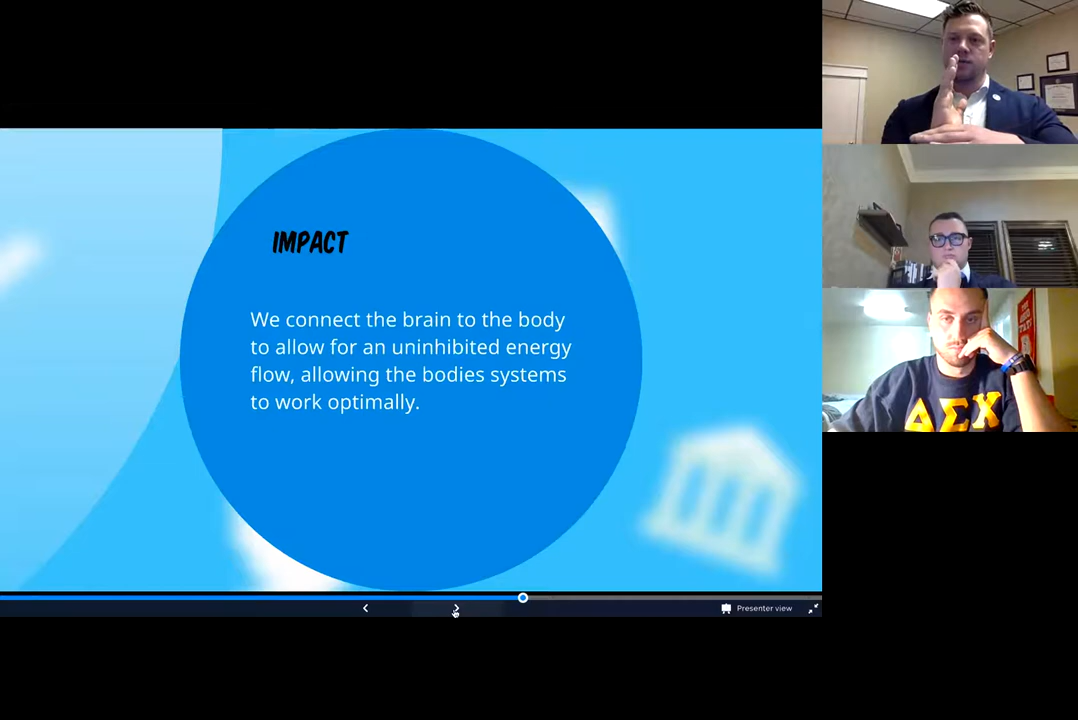 IMPACT
We connect the brain to the body
to allow for an uninhibited energy
flow, allowing the bodies systems
to work optimally.
Presenter view
ΔΣΧ